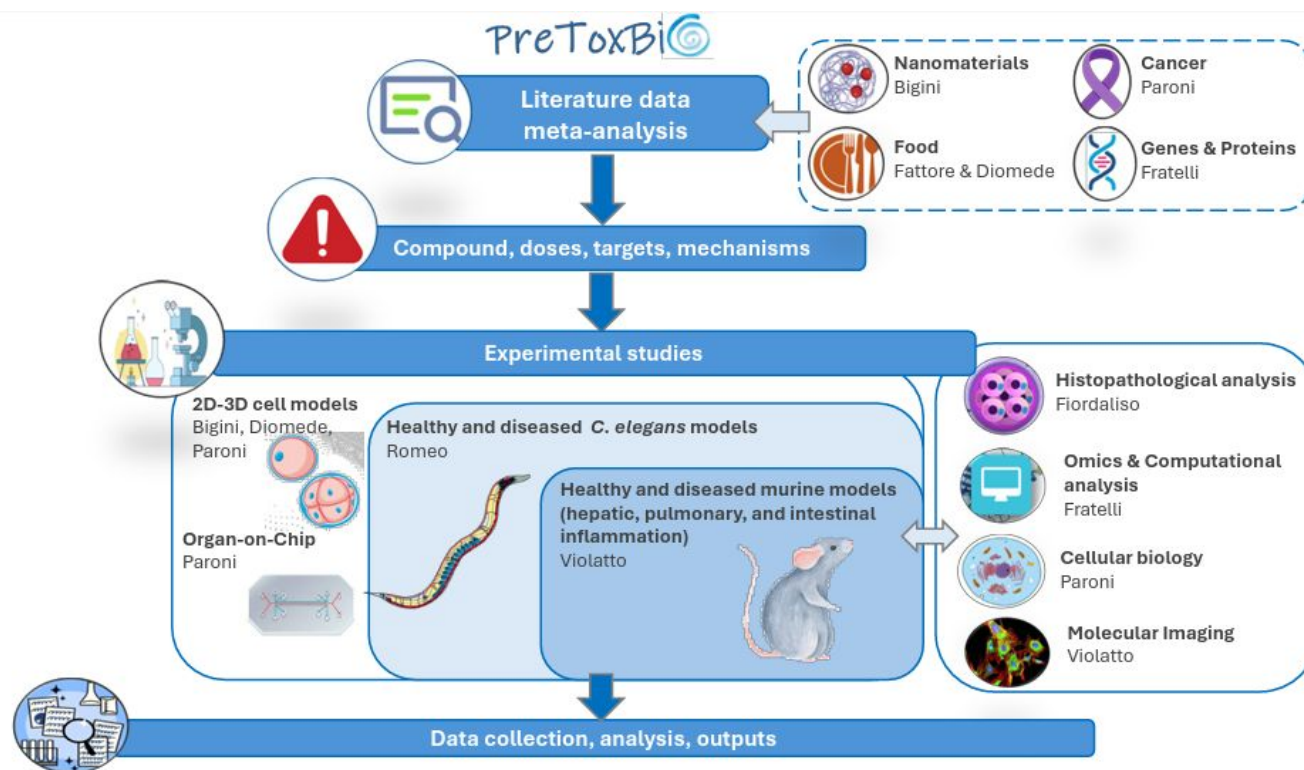 PreToxBi
Literature data
meta-analysis
Nanomaterials
Bigini
Cancer
Paroni
Food
Fattore & Diomede
Genes & Proteins
Fratelli
Compound, doses, targets, mechanisms
Experimental studies
2D-3D cell models
Bigini, Diomede,
Paroni
Organ-on-Chip
Paroni
Healthy and diseased C. elegans models
Romeo
Healthy and diseased murine models
(hepatic, pulmonary, and intestinal
inflammation)
Violatto
Histopathological analysis
Fiordaliso
Omics & Computational
analysis
Fratelli
Cellular biology
Paroni
Molecular Imaging
Violatto
Data collection, analysis, outputs